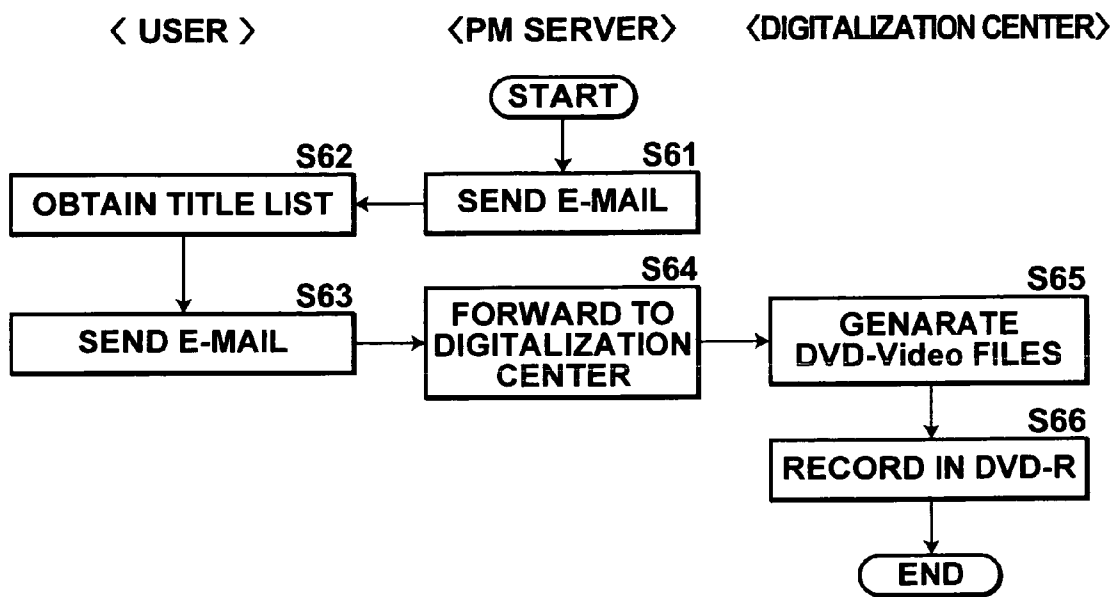 < USER >
<PM SERVER>
<DIGITALIZATION CENTER>
START
S61
SEND E-MAIL
S62
OBTAIN TITLE LIST
S63
SEND E-MAIL
S64
FORWARD TO
DIGITALIZATION
CENTER
S65
GENARATE
DVD-Video FILES
S66
RECORD IN DVD-R
END